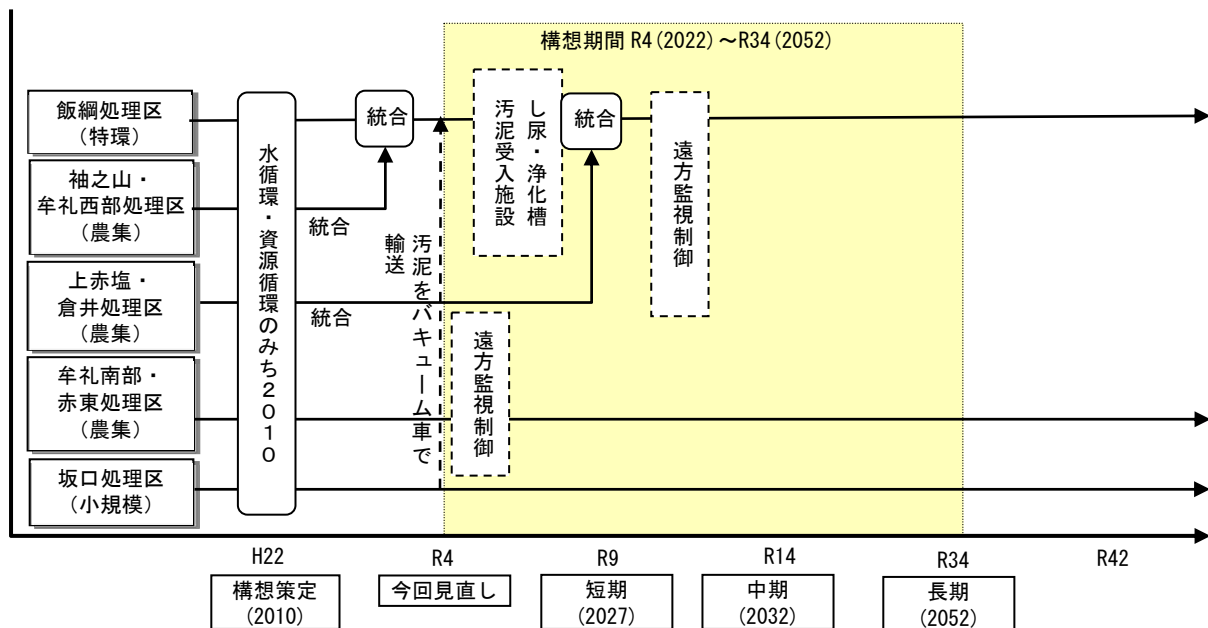 構想期間 R4(2022)～R34(2052)
飯綱処理区
（特環）
袖之山・
牟礼西部処理区
（農集）
上赤塩・
倉井処理区
（農集）
牟礼南部・
赤東処理区
（農集）
坂口処理区
（小規模）
水循環・資源循環のみち２０１０
統合
統合
統合
汚泥をバキューム車で
輸送
し尿・浄化槽
汚泥受入施設
統合
遠方監視制御
遠方監視制御
H22
R4
R9
R14
R34
R42
構想策定
(2010)
今回見直し
短期
(2027)
中期
(2032)
長期
(2052)